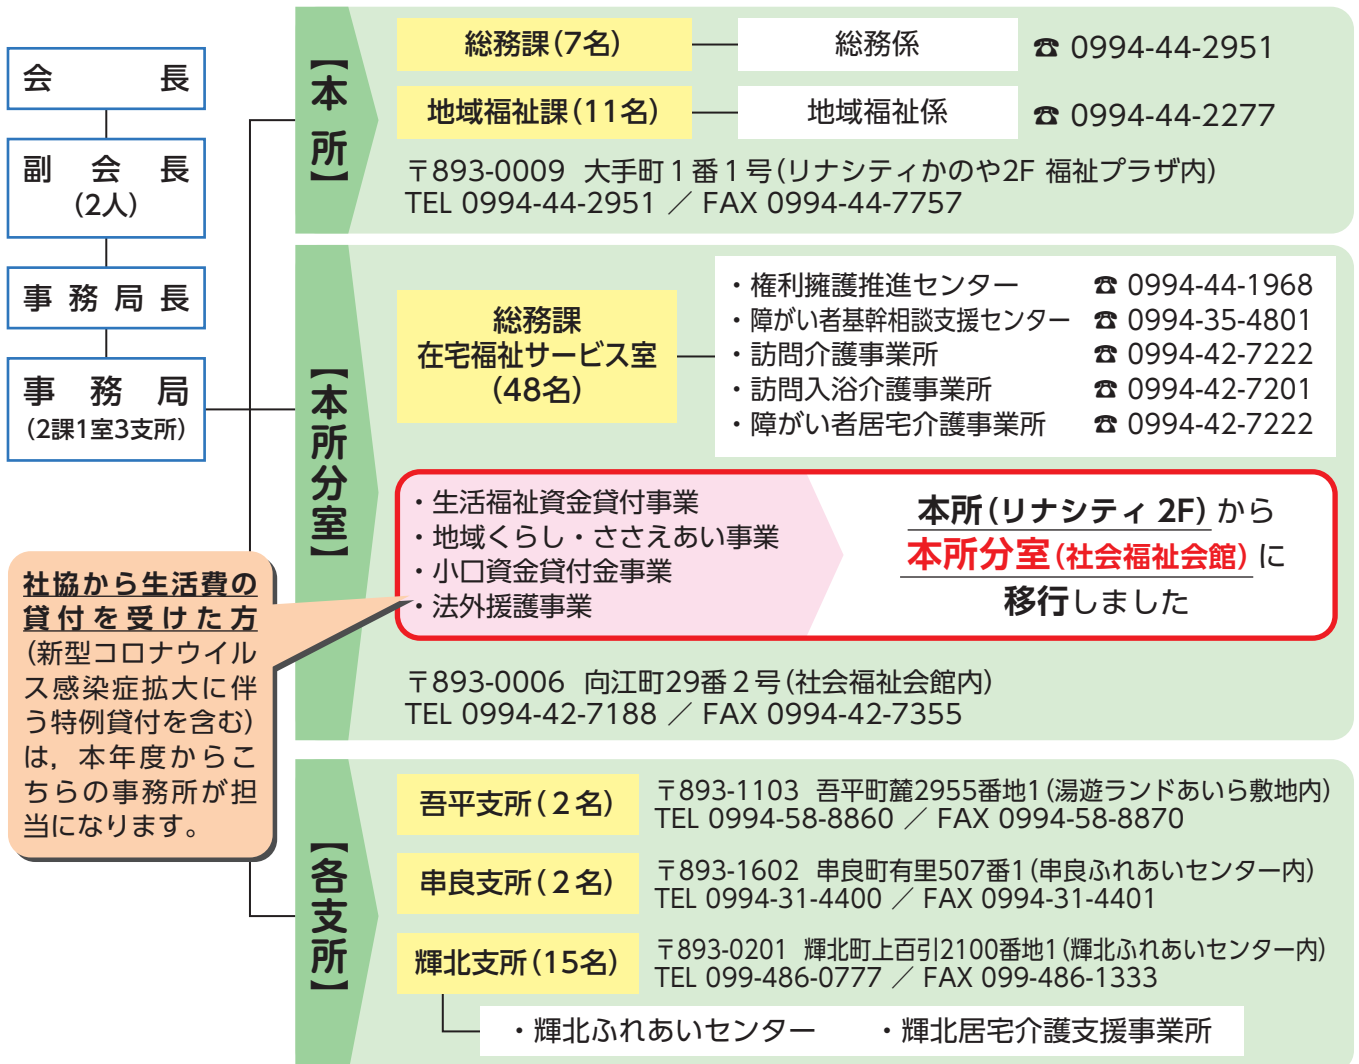 会長
副会長
(2人)
事務局長
事務局
(2課1室3支所)
【本所】
総務課(7名)
総務係
☎ 0994-44-2951
地域福祉課(11名)
地域福祉係
☎ 0994-44-2277
〒893-0009 大手町1番1号(リナシティかのや2F 福祉プラザ内)
TEL 0994-44-2951 / FAX 0994-44-7757
【本所分室】
総務課
在宅福祉サービス室
(48名)
・権利擁護推進センター ☎ 0994-44-1968
・障がい者基幹相談支援センター ☎ 0994-35-4801
・訪問介護事業所 ☎ 0994-42-7222
・訪問入浴介護事業所 ☎ 0994-42-7201
・障がい者居宅介護事業所 ☎ 0994-42-7222
・生活福祉資金貸付事業
・地域くらし・ささえあい事業
・小口資金貸付金事業
・法外援護事業
本所(リナシティ 2F)から
本所分室(社会福祉会館)に
移行しました
社協から生活費の
貸付を受けた方
(新型コロナウイル
ス感染症拡大に伴
う特例貸付を含む)
は,本年度からこ
ちらの事務所が担
当になります。
〒893-0006 向江町29番2号(社会福祉会館内)
TEL 0994-42-7188 / FAX 0994-42-7355
【各支所】
吾平支所(2名)
〒893-1103 吾平町麓2955番地1(湯遊ランドあいら敷地内)
TEL 0994-58-8860 / FAX 0994-58-8870
串良支所(2名)
〒893-1602 串良町有里507番1(串良ふれあいセンター内)
TEL 0994-31-4400 / FAX 0994-31-4401
輝北支所(15名)
〒893-0201 輝北町上百引2100番地1(輝北ふれあいセンター内)
TEL 099-486-0777 / FAX 099-486-1333
・輝北ふれあいセンター ・輝北居宅介護支援事業所